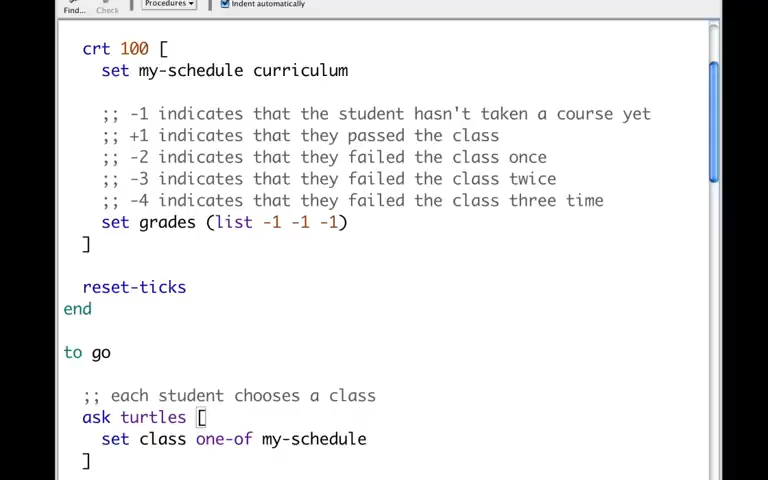 Find... Check Procedures Indent automatically
crt 100 [
set my-schedule curriculum
;; -1 indicates that the student hasn't taken a course yet
;; +1 indicates that they passed the class
;; -2 indicates that they failed the class once
;; -3 indicates that they failed the class twice
;; -4 indicates that they failed the class three time
set grades (list -1 -1 -1)
]
reset-ticks
end
to go
;; each student chooses a class
ask turtles [
set class one-of my-schedule
]